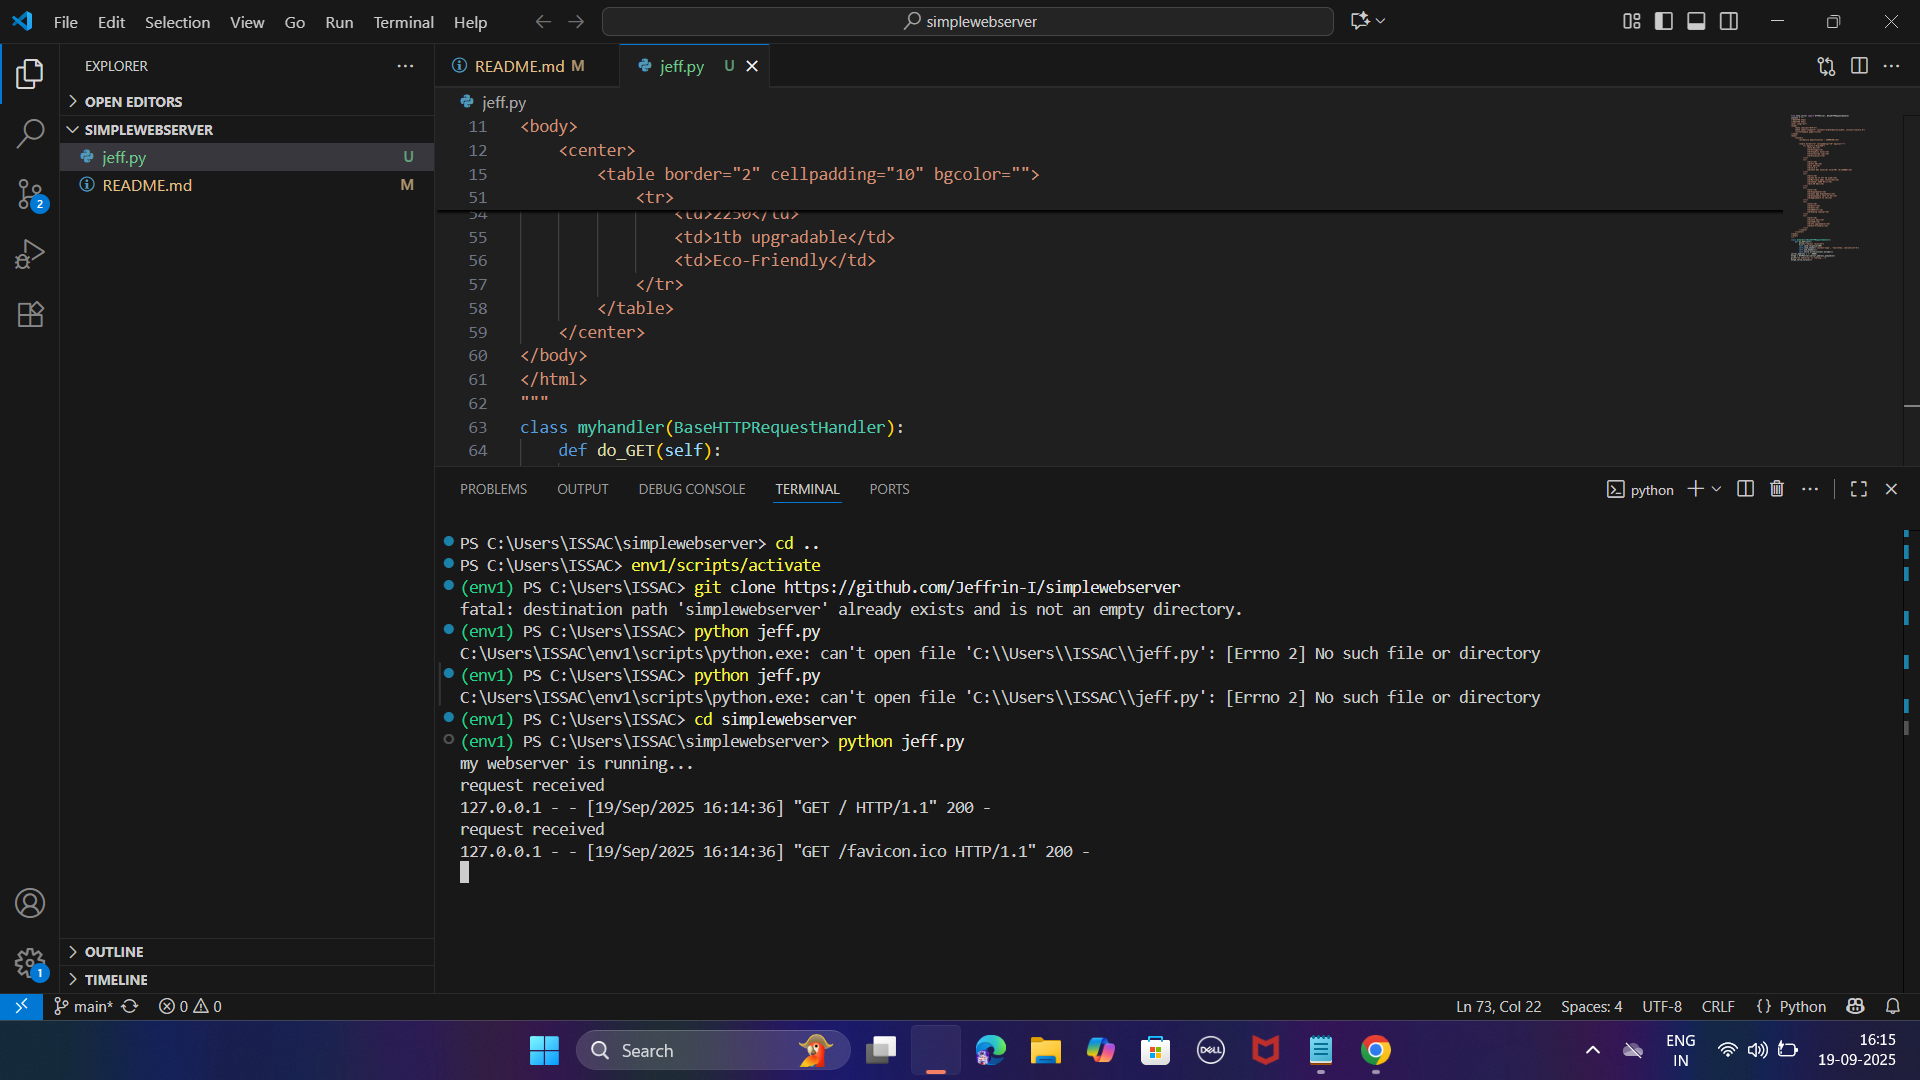 File Edit Selection View Go Run Terminal Help
simplewebserver
EXPLORER
OPEN EDITORS
SIMPLEWEBSERVER
jeff.py U
README.md M
2
1
OUTLINE
TIMELINE
README.md M
jeff.py U
jeff.py
11 <body>
12 <center>
15 <table border="2" cellpadding="10" bgcolor="">
51 <tr>
54 <td>2250</td>
55 <td>1tb upgradable</td>
56 <td>Eco-Friendly</td>
57 </tr>
58 </table>
59 </center>
60 </body>
61 </html>
62 """
63 class myhandler(BaseHTTPRequestHandler):
64 def do_GET(self):
PROBLEMS OUTPUT DEBUG CONSOLE TERMINAL PORTS
python
PS C:\Users\ISSAC\simplewebserver> cd ..
PS C:\Users\ISSAC> env1/scripts/activate
(env1) PS C:\Users\ISSAC> git clone https://github.com/Jeffrin-I/simplewebserver
fatal: destination path 'simplewebserver' already exists and is not an empty directory.
(env1) PS C:\Users\ISSAC> python jeff.py
C:\Users\ISSAC\env1\scripts\python.exe: can't open file 'C:\\Users\\ISSAC\\jeff.py': [Errno 2] No such file or directory
(env1) PS C:\Users\ISSAC> python jeff.py
C:\Users\ISSAC\env1\scripts\python.exe: can't open file 'C:\\Users\\ISSAC\\jeff.py': [Errno 2] No such file or directory
(env1) PS C:\Users\ISSAC> cd simplewebserver
(env1) PS C:\Users\ISSAC\simplewebserver> python jeff.py
my webserver is running...
request received
127.0.0.1 - - [19/Sep/2025 16:14:36] "GET / HTTP/1.1" 200 -
request received
127.0.0.1 - - [19/Sep/2025 16:14:36] "GET /favicon.ico HTTP/1.1" 200 -
main* 0 0
Ln 73, Col 22 Spaces: 4 UTF-8 CRLF {} Python
Search
DELL
ENG
IN
16:15
19-09-2025